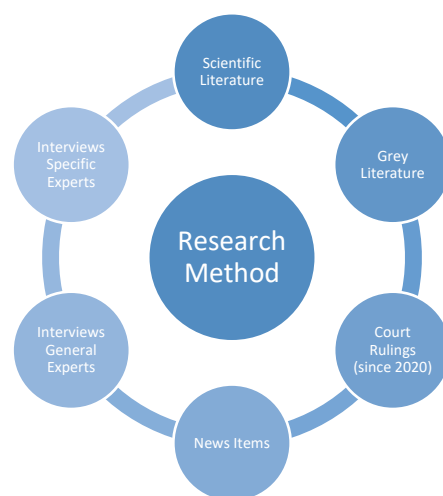 Scientific
Literature
Grey
Literature
Court
Rulings
(since 2020)
News Items
Interviews
General
Experts
Interviews
Specific
Experts
Research
Method